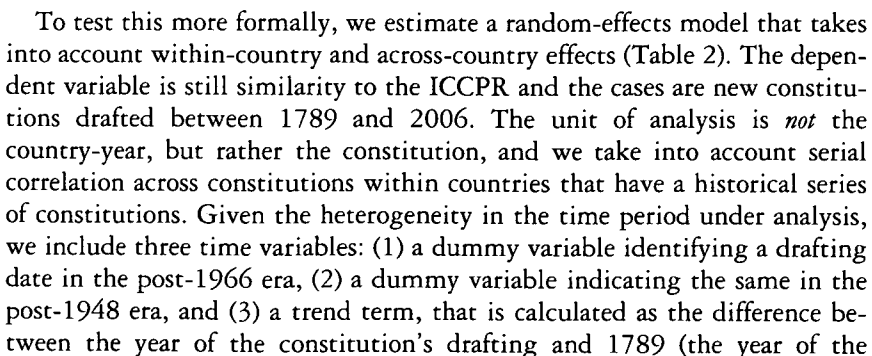 To test this more formally, we estimate a random-effects model that takes
into account within-country and across-country effects (Table 2). The depen-
dent variable is still similarity to the ICCPR and the cases are new constitu-
tions drafted between 1789 and 2006. The unit of analysis is not the
country-year, but rather the constitution, and we take into account serial
correlation across constitutions within countries that have a historical series
of constitutions. Given the heterogeneity in the time period under analysis,
we include three time variables: (1) a dummy variable identifying a drafting
date in the post-1966 era, (2) a dummy variable indicating the same in the
post-1948 era, and (3) a trend term, that is calculated as the difference be-
tween the year of the constitution's drafting and 1789 (the year of the